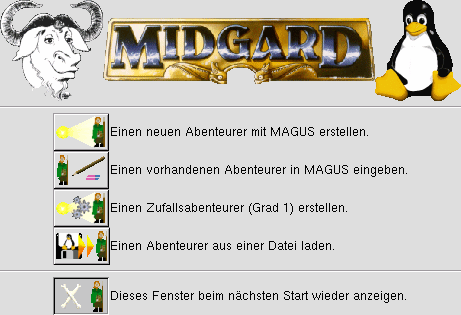 MIDGARD
Einen neuen Abenteurer mit MAGUS erstellen.
Einen vorhandenen Abenteurer in MAGUS eingeben.
Einen Zufallsabenteurer (Grad 1) erstellen.
Einen Abenteurer aus einer Datei laden.
Dieses Fenster beim nächsten Start wieder anzeigen.